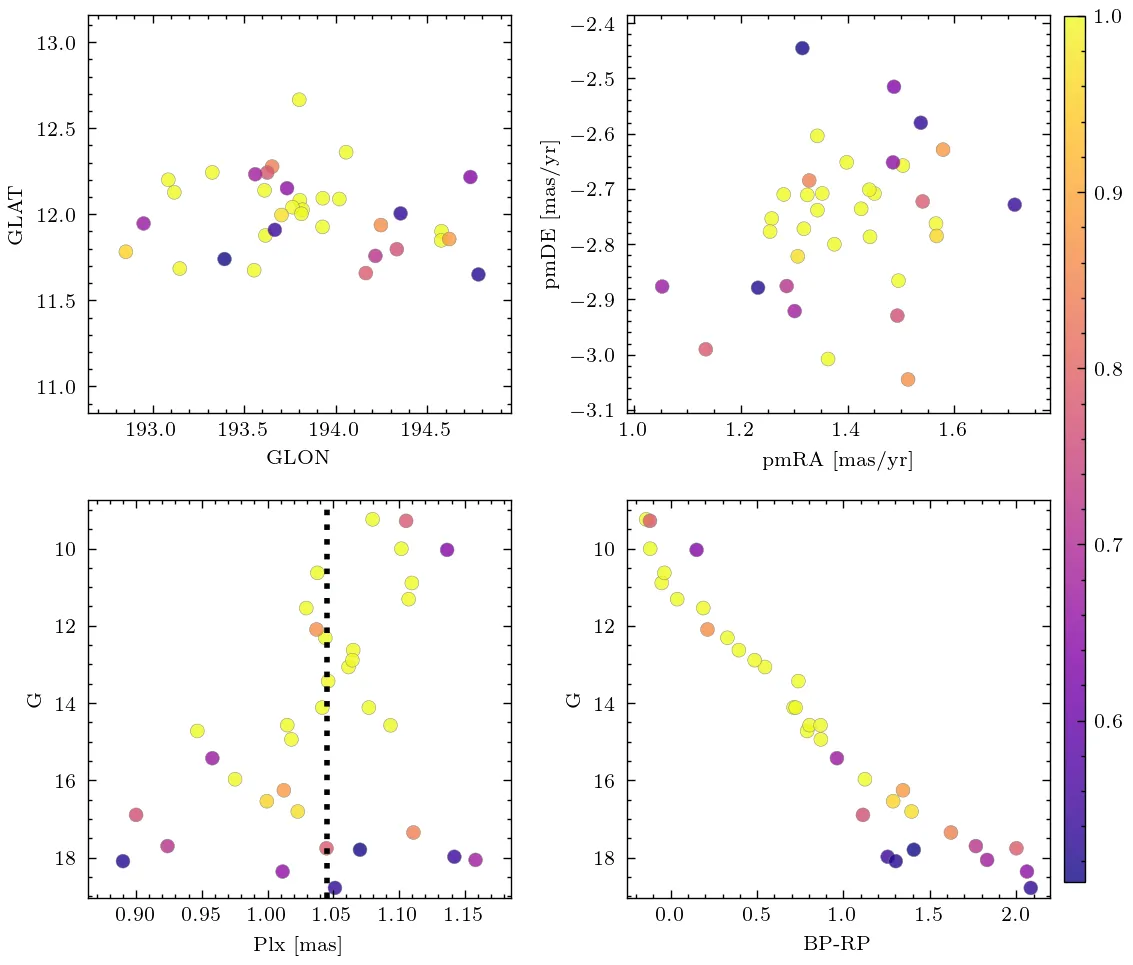 13.0
12.5
12.0
11.5
11.0
GLAT
193.0 193.5 194.0 194.5
GLON
−2.4
−2.5
−2.6
−2.7
−2.8
−2.9
−3.0
−3.1
pmDE [mas/yr]
1.0 1.2 1.4 1.6
pmRA [mas/yr]
1.0
0.9
0.8
0.7
0.6
10
12
14
16
18
G
0.90 0.95 1.00 1.05 1.10 1.15
Plx [mas]
10
12
14
16
18
G
0.0 0.5 1.0 1.5 2.0
BP-RP